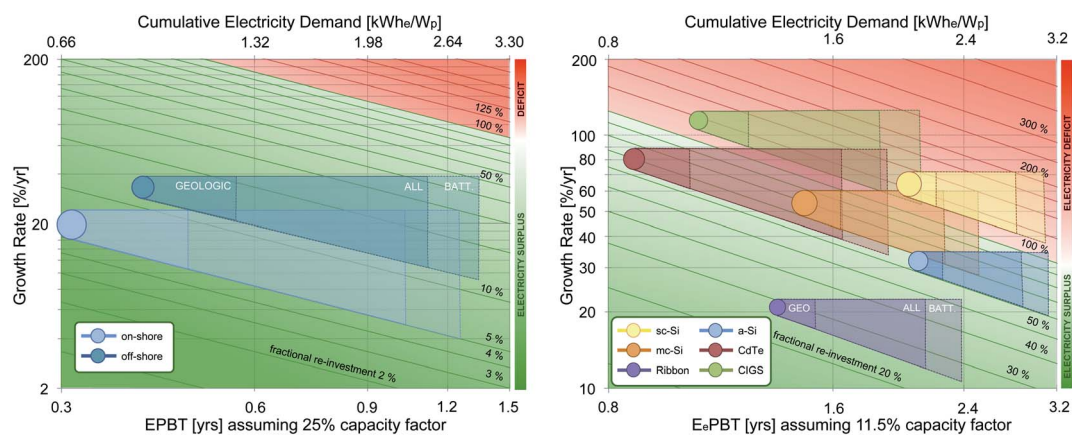 Cumulative Electricity Demand [kWhe/Wp]
0.66 1.32 1.98 2.64 3.30
200
20
2
Growth Rate [%/yr]
125 %
100 %
50 %
10 %
5 %
4 %
3 %
fractional re-investment 2 %
GEOLOGIC ALL BATT.
on-shore
off-shore
DEFICIT
ELECTRICITY SURPLUS
0.3 0.6 0.9 1.2 1.5
EPBT [yrs] assuming 25% capacity factor
Cumulative Electricity Demand [kWhe/Wp]
0.8 1.6 2.4 3.2
200
100
80
60
50
40
30
20
10
Growth Rate [%/yr]
300 %
200 %
100 %
50 %
40 %
30 %
fractional re-investment 20 %
GEO ALL BATT.
sc-Si a-Si
mc-Si CdTe
Ribbon CIGS
ELECTRICITY DEFICIT
ELECTRICITY SURPLUS
0.8 1.6 2.4 3.2
EePBT [yrs] assuming 11.5% capacity factor